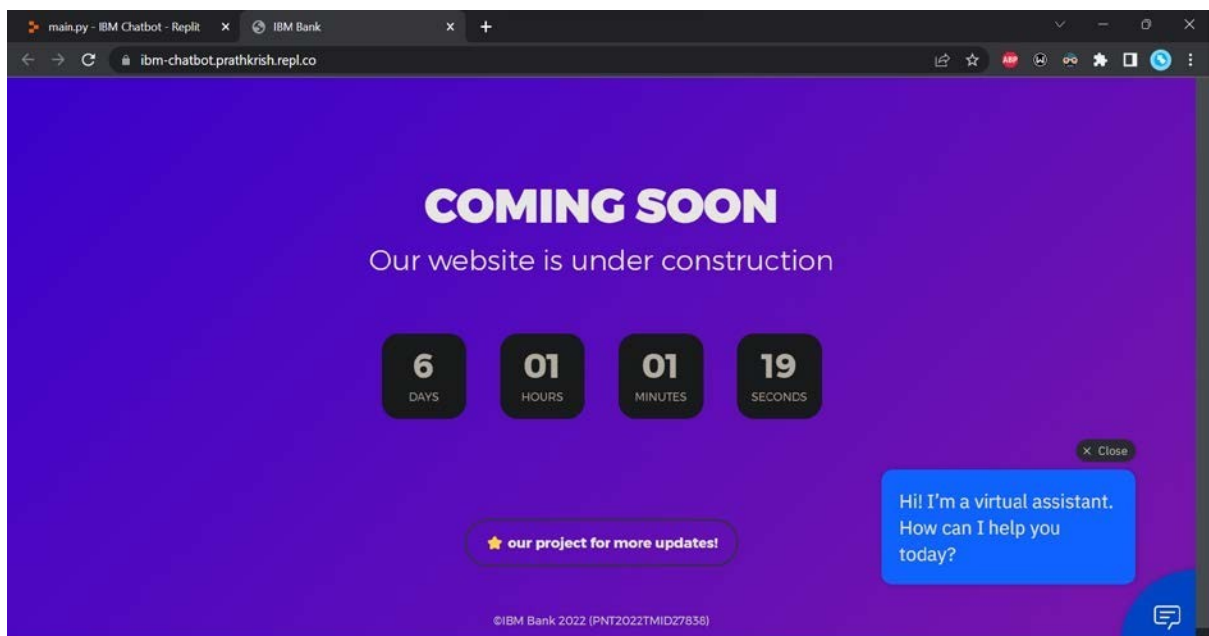 main.py - IBM Chatbot - Replit
IBM Bank
ibm-chatbot.prathkrish.repl.co
ABP
COMING SOON
Our website is under construction
6 01 01 19
DAYS HOURS MINUTES SECONDS
× Close
Hi! I'm a virtual assistant.
How can I help you
today?
⭐ our project for more updates!
©IBM Bank 2022 (PNT2022TMID27838)